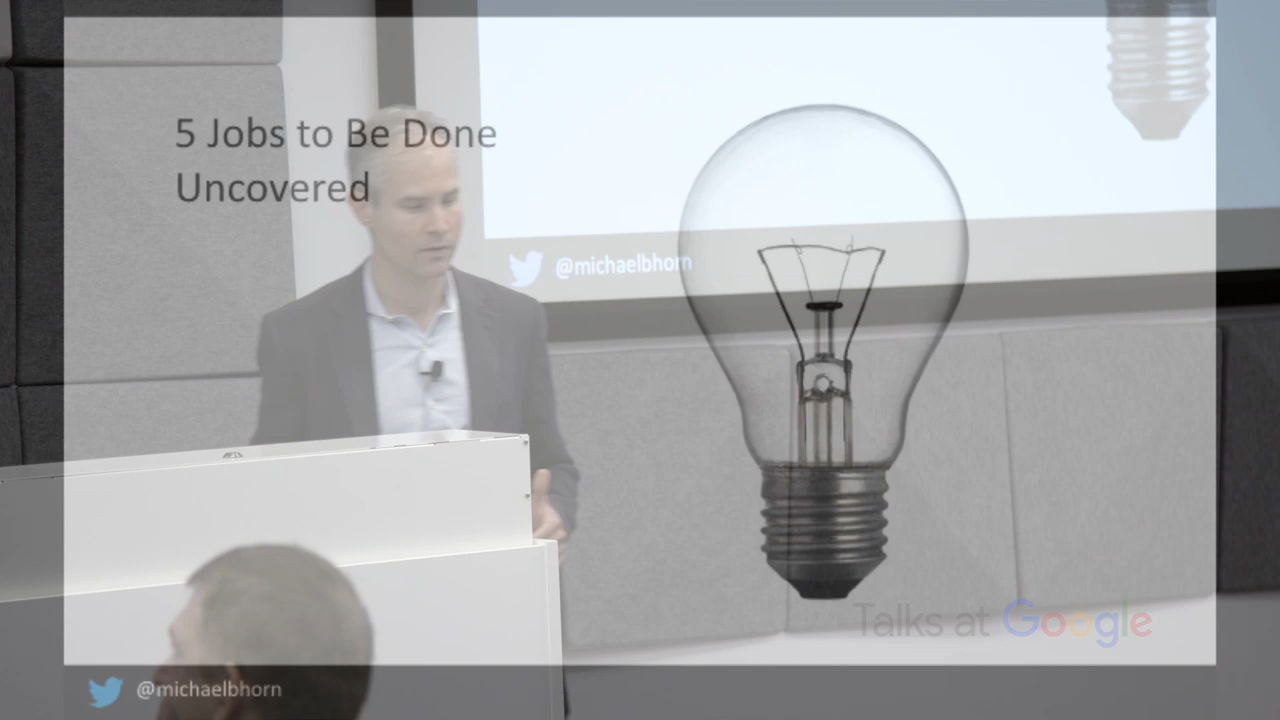 5 Jobs to Be Done
Uncovered
@michaelbhorn
Talks at Google
@michaelbhorn